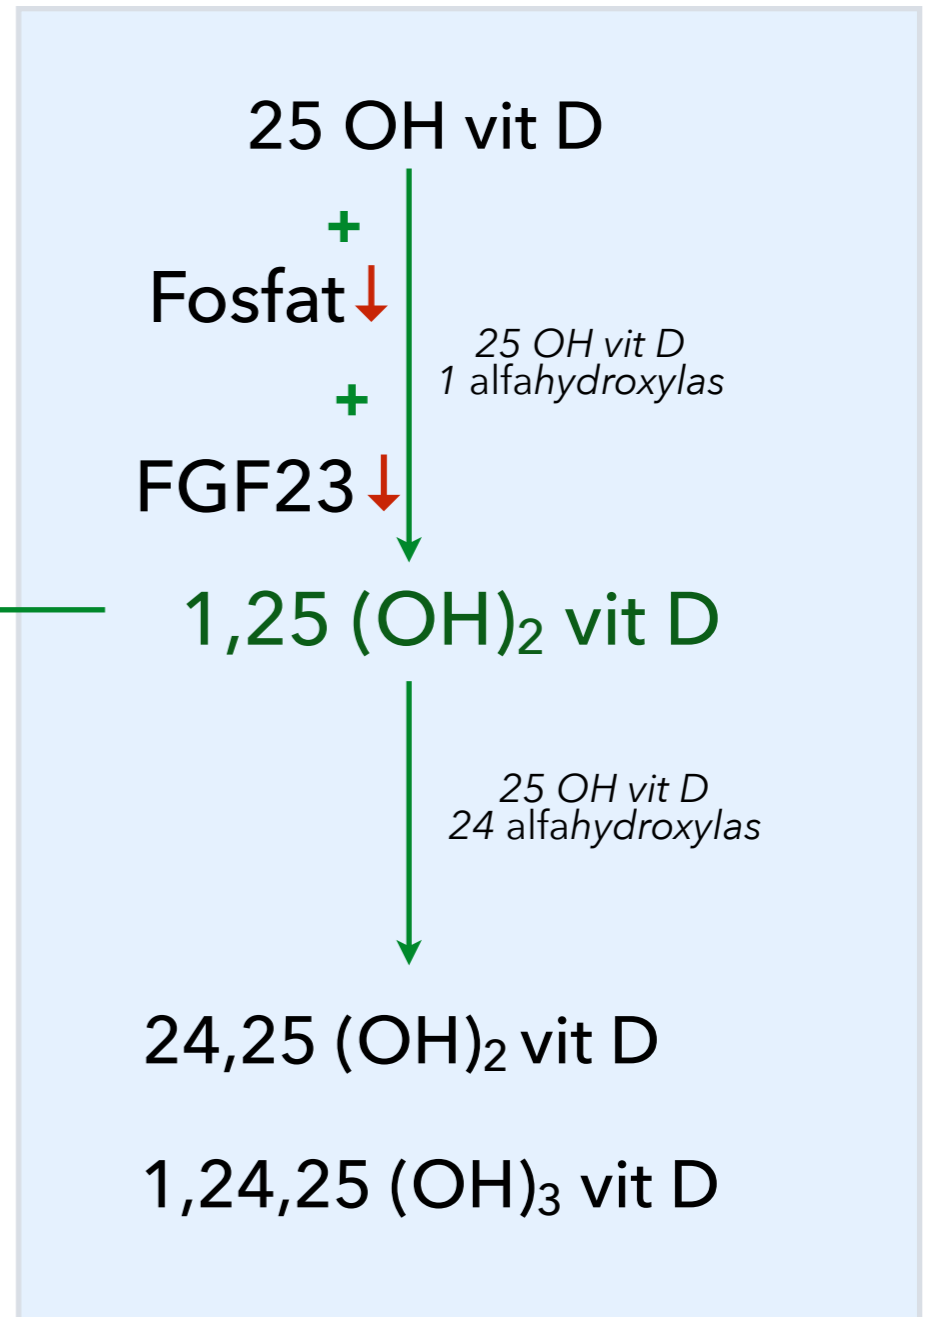 25 OH vit D
+
Fosfat↓
25 OH vit D
1 alfahydroxylas
+
FGF23↓
1,25 (OH)₂ vit D
25 OH vit D
24 alfahydroxylas
24,25 (OH)₂ vit D
1,24,25 (OH)₃ vit D